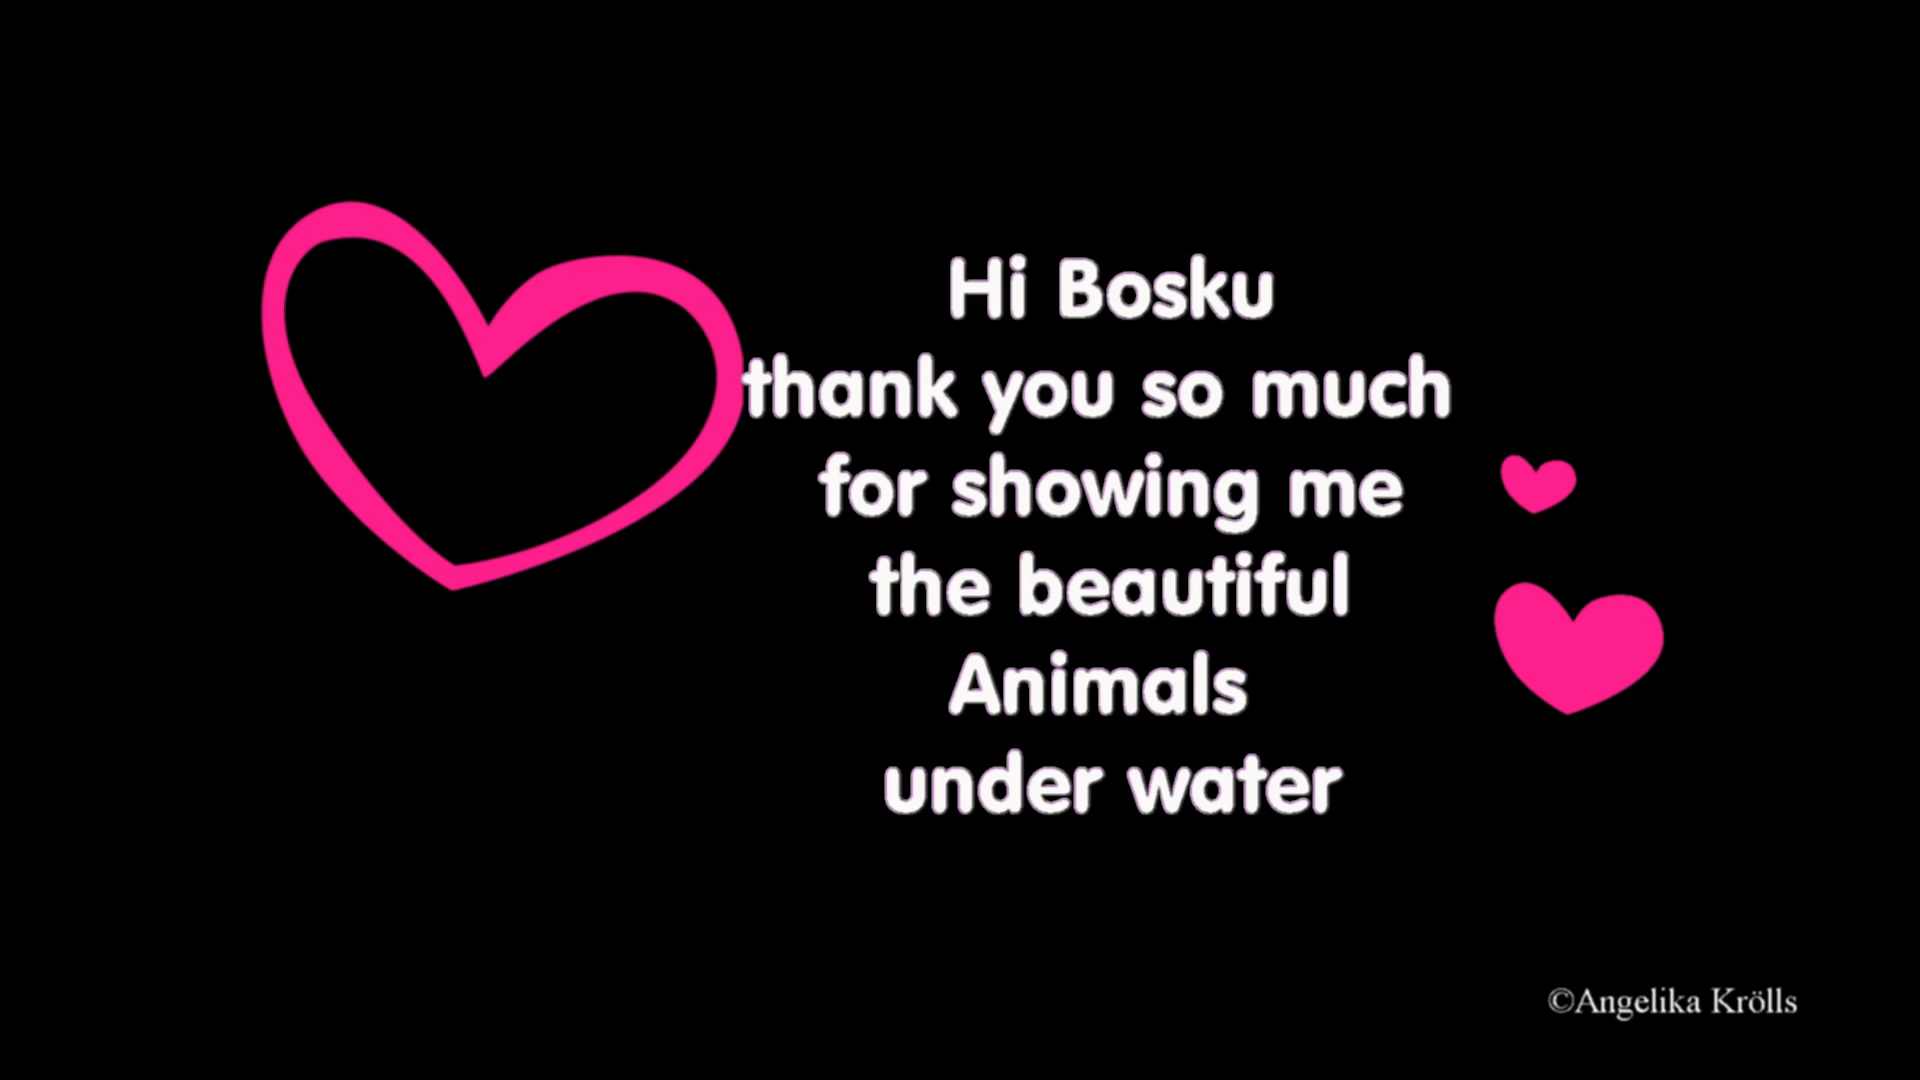 Hi Bosku
thank you so much
for showing me
the beautiful
Animals
under water
©Angelika Krölls